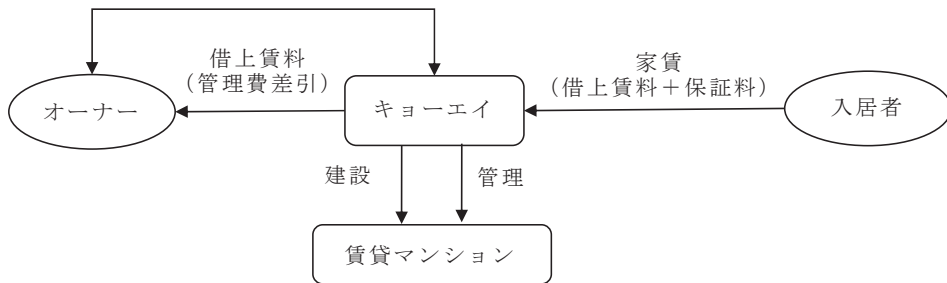 借上賃料
(管理費差引)
家賃
(借上賃料+保証料)
オーナー
キョーエイ
入居者
建設
管理
賃貸マンション